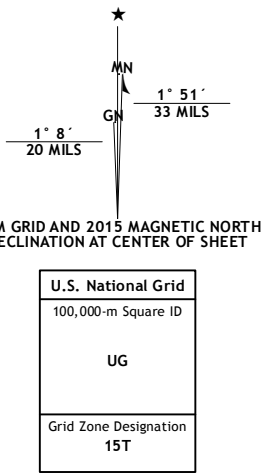 MN
1° 51´
33 MILS
GN
1° 8´
20 MILS
M GRID AND 2015 MAGNETIC NORTH
ECLINATION AT CENTER OF SHEET
U.S. National Grid
100,000-m Square ID
UG
Grid Zone Designation
15T